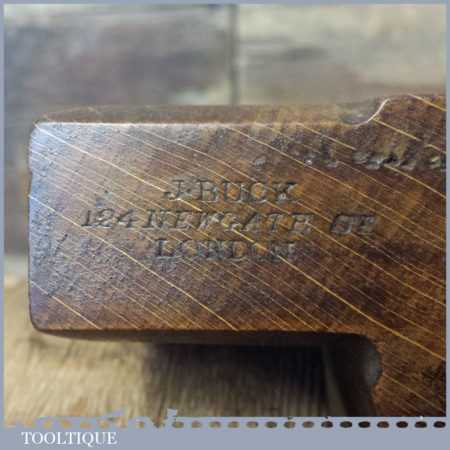 J. BUCK
124 NEWGATE ST
LONDON
TOOLTIQUE